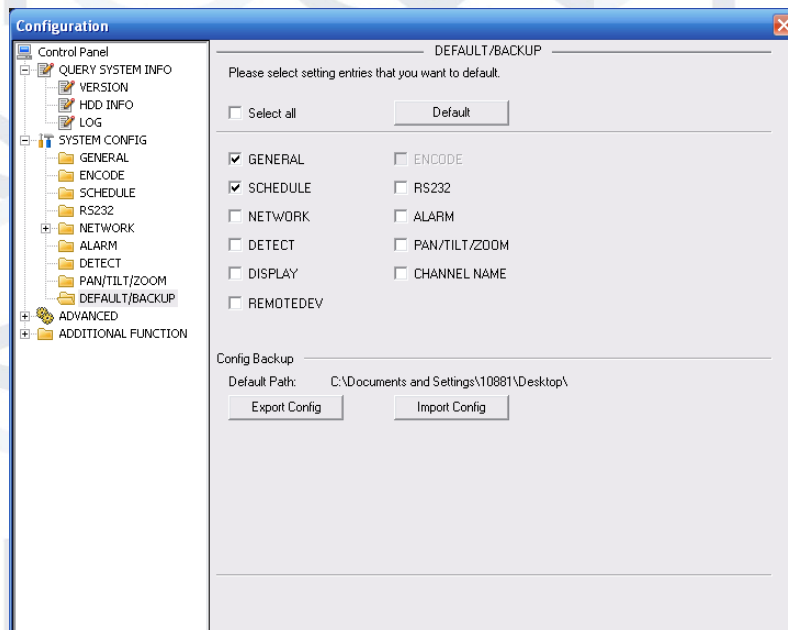 Configuration
Control Panel
QUERY SYSTEM INFO
VERSION
HDD INFO
LOG
SYSTEM CONFIG
GENERAL
ENCODE
SCHEDULE
RS232
NETWORK
ALARM
DETECT
PAN/TILT/ZOOM
DEFAULT/BACKUP
ADVANCED
ADDITIONAL FUNCTION
DEFAULT/BACKUP
Please select setting entries that you want to default.
Select all Default
GENERAL ENCODE
SCHEDULE RS232
NETWORK ALARM
DETECT PAN/TILT/ZOOM
DISPLAY CHANNEL NAME
REMOTEDEV
Config Backup
Default Path: C:\Documents and Settings\10881\Desktop\
Export Config Import Config